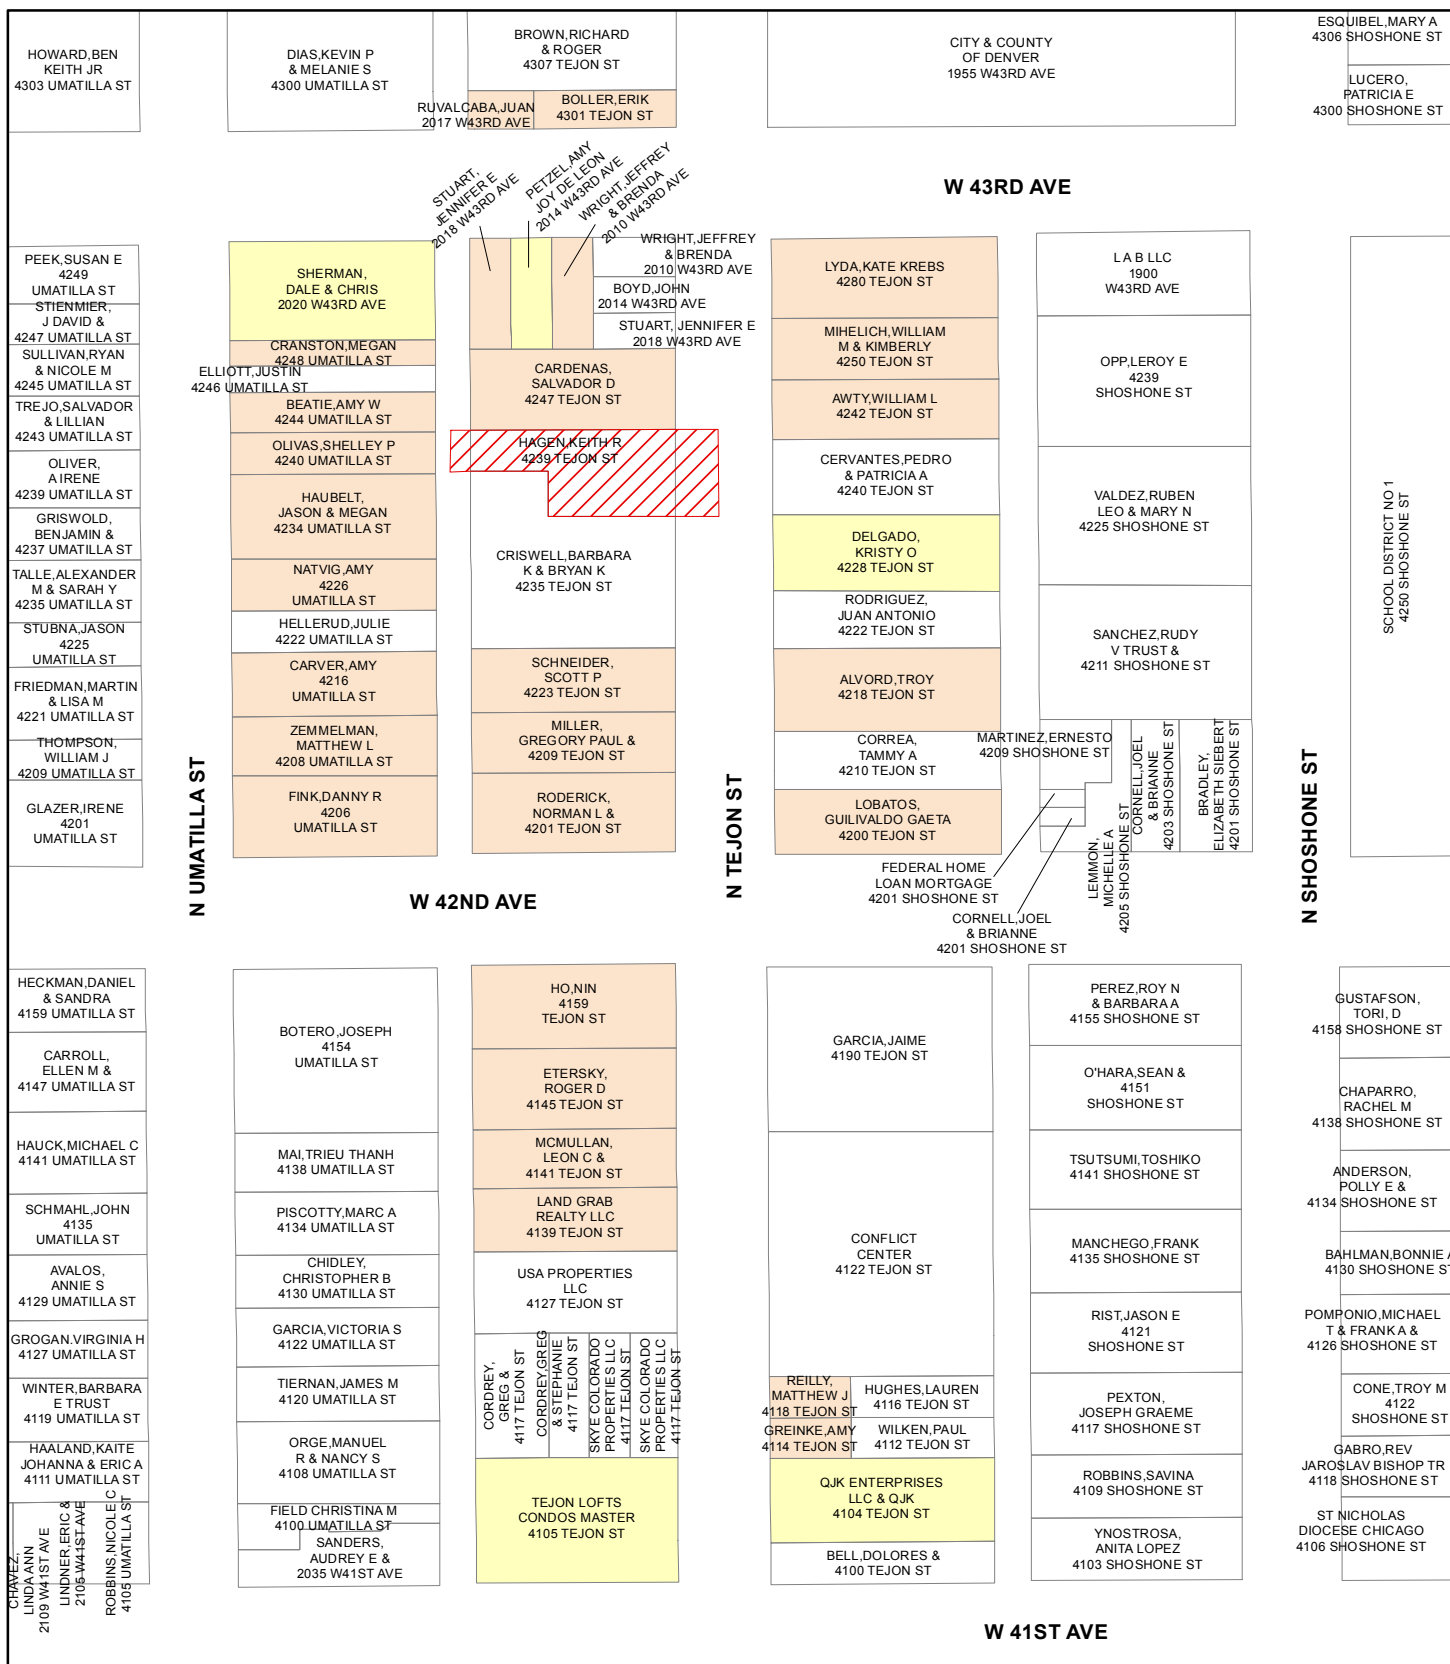 HOWARD,BEN
KEITH JR
4303 UMATILLA ST
DIAS,KEVIN P
& MELANIE S
4300 UMATILLA ST
BROWN,RICHARD
& ROGER
4307 TEJON ST
RUVALCABA,JUAN
2017 W43RD AVE
BOLLER,ERIK
4301 TEJON ST
CITY & COUNTY
OF DENVER
1955 W43RD AVE
ESQUIBEL,MARY A
4306 SHOSHONE ST
LUCERO,
PATRICIA E
4300 SHOSHONE ST
W 43RD AVE
STUART,
JENNIFER E
2018 W43RD AVE
PETZEL,AMY
JOY DE LEON
2014 W43RD AVE
WRIGHT,JEFFREY
& BRENDA
2010 W43RD AVE
PEEK,SUSAN E
4249
UMATILLA ST
STIENMIER,
J DAVID &
4247 UMATILLA ST
SULLIVAN,RYAN
& NICOLE M
4245 UMATILLA ST
TREJO,SALVADOR
& LILLIAN
4243 UMATILLA ST
OLIVER,
A IRENE
4239 UMATILLA ST
GRISWOLD,
BENJAMIN &
4237 UMATILLA ST
TALLE,ALEXANDER
M & SARAH Y
4235 UMATILLA ST
STUBNA,JASON
4225
UMATILLA ST
FRIEDMAN,MARTIN
& LISA M
4221 UMATILLA ST
THOMPSON,
WILLIAM J
4209 UMATILLA ST
GLAZER,IRENE
4201
UMATILLA ST
N UMATILLA ST
SHERMAN,
DALE & CHRIS
2020 W43RD AVE
CRANSTON,MEGAN
4248 UMATILLA ST
ELLIOTT,JUSTIN
4246 UMATILLA ST
BEATIE,AMY W
4244 UMATILLA ST
OLIVAS,SHELLEY P
4240 UMATILLA ST
HAUBELT,
JASON & MEGAN
4234 UMATILLA ST
NATVIG,AMY
4226
UMATILLA ST
HELLERUD,JULIE
4222 UMATILLA ST
CARVER,AMY
4216
UMATILLA ST
ZEMMELMAN,
MATTHEW L
4208 UMATILLA ST
FINK,DANNY R
4206
UMATILLA ST
WRIGHT,JEFFREY
& BRENDA
2010 W43RD AVE
BOYD,JOHN
2014 W43RD AVE
STUART, JENNIFER E
2018 W43RD AVE
CARDENAS,
SALVADOR D
4247 TEJON ST
HAGEN,KEITH R
4239 TEJON ST
CRISWELL,BARBARA
K & BRYAN K
4235 TEJON ST
SCHNEIDER,
SCOTT P
4223 TEJON ST
MILLER,
GREGORY PAUL &
4209 TEJON ST
RODERICK,
NORMAN L &
4201 TEJON ST
N TEJON ST
LYDA,KATE KREBS
4280 TEJON ST
MIHELICH,WILLIAM
M & KIMBERLY
4250 TEJON ST
AWTY,WILLIAM L
4242 TEJON ST
CERVANTES,PEDRO
& PATRICIA A
4240 TEJON ST
DELGADO,
KRISTY O
4228 TEJON ST
RODRIGUEZ,
JUAN ANTONIO
4222 TEJON ST
ALVORD,TROY
4218 TEJON ST
CORREA,
TAMMY A
4210 TEJON ST
LOBATOS,
GUILIVALDO GAETA
4200 TEJON ST
L A B LLC
1900
W43RD AVE
OPP,LEROY E
4239
SHOSHONE ST
VALDEZ,RUBEN
LEO & MARY N
4225 SHOSHONE ST
SANCHEZ,RUDY
V TRUST &
4211 SHOSHONE ST
MARTINEZ,ERNESTO
4209 SHOSHONE ST
LEMMON,
MICHELLE A
4205 SHOSHONE ST
CORNELL,JOEL
& BRIANNE
4203 SHOSHONE ST
BRADLEY,
ELIZABETH SIEBERT
4201 SHOSHONE ST
FEDERAL HOME
LOAN MORTGAGE
4201 SHOSHONE ST
CORNELL,JOEL
& BRIANNE
4201 SHOSHONE ST
N SHOSHONE ST
SCHOOL DISTRICT NO 1
4250 SHOSHONE ST
W 42ND AVE
HECKMAN,DANIEL
& SANDRA
4159 UMATILLA ST
CARROLL,
ELLEN M &
4147 UMATILLA ST
HAUCK,MICHAEL C
4141 UMATILLA ST
SCHMAHL,JOHN
4135
UMATILLA ST
AVALOS,
ANNIE S
4129 UMATILLA ST
GROGAN.VIRGINIA H
4127 UMATILLA ST
WINTER,BARBARA
E TRUST
4119 UMATILLA ST
HAALAND,KAITE
JOHANNA & ERIC A
4111 UMATILLA ST
CHAVEZ,
LINDA ANN
2109 W41ST AVE
LINDNER,ERIC &
2105 W41ST AVE
ROBBINS,NICOLE C
4105 UMATILLA ST
BOTERO,JOSEPH
4154
UMATILLA ST
MAI,TRIEU THANH
4138 UMATILLA ST
PISCOTTY,MARC A
4134 UMATILLA ST
CHIDLEY,
CHRISTOPHER B
4130 UMATILLA ST
GARCIA,VICTORIA S
4122 UMATILLA ST
TIERNAN,JAMES M
4120 UMATILLA ST
ORGE,MANUEL
R & NANCY S
4108 UMATILLA ST
FIELD CHRISTINA M
4100 UMATILLA ST
SANDERS,
AUDREY E &
2035 W41ST AVE
HO,NIN
4159
TEJON ST
ETERSKY,
ROGER D
4145 TEJON ST
MCMULLAN,
LEON C &
4141 TEJON ST
LAND GRAB
REALTY LLC
4139 TEJON ST
USA PROPERTIES
LLC
4127 TEJON ST
CORDREY,
GREG &
4117 TEJON ST
CORDREY,GREG
& STEPHANIE
4117 TEJON ST
SKYE COLORADO
PROPERTIES LLC
4117 TEJON ST
SKYE COLORADO
PROPERTIES LLC
4117 TEJON ST
TEJON LOFTS
CONDOS MASTER
4105 TEJON ST
GARCIA,JAIME
4190 TEJON ST
CONFLICT
CENTER
4122 TEJON ST
REILLY,
MATTHEW J
4118 TEJON ST
HUGHES,LAUREN
4116 TEJON ST
GREINKE,AMY
4114 TEJON ST
WILKEN,PAUL
4112 TEJON ST
QJK ENTERPRISES
LLC & QJK
4104 TEJON ST
BELL,DOLORES &
4100 TEJON ST
PEREZ,ROY N
& BARBARA A
4155 SHOSHONE ST
O'HARA,SEAN &
4151
SHOSHONE ST
TSUTSUMI,TOSHIKO
4141 SHOSHONE ST
MANCHEGO,FRANK
4135 SHOSHONE ST
RIST,JASON E
4121
SHOSHONE ST
PEXTON,
JOSEPH GRAEME
4117 SHOSHONE ST
ROBBINS,SAVINA
4109 SHOSHONE ST
YNOSTROSA,
ANITA LOPEZ
4103 SHOSHONE ST
GUSTAFSON,
TORI, D
4158 SHOSHONE ST
CHAPARRO,
RACHEL M
4138 SHOSHONE ST
ANDERSON,
POLLY E &
4134 SHOSHONE ST
BAHLMAN,BONNIE A
4130 SHOSHONE ST
POMPONIO,MICHAEL
T & FRANK A &
4126 SHOSHONE ST
CONE,TROY M
4122
SHOSHONE ST
GABRO,REV
JAROSLAV BISHOP TR
4118 SHOSHONE ST
ST NICHOLAS
DIOCESE CHICAGO
4106 SHOSHONE ST
W 41ST AVE